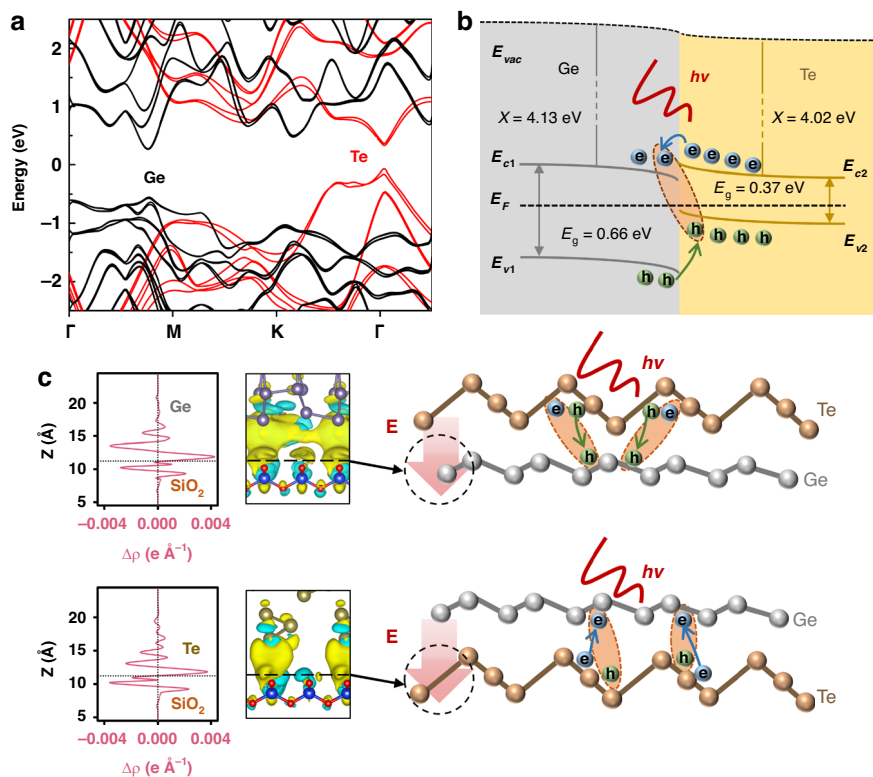 a
Energy (eV)
2
1
0
−1
−2
Ge
Te
Γ
M
K
Γ
b
E_vac
Ge
Te
hν
X = 4.13 eV
X = 4.02 eV
e e e e e e
E_c1
E_c2
E_g = 0.37 eV
E_F
h h h h
E_g = 0.66 eV
E_v1
E_v2
h h
c
Z (Å)
20
15
10
5
Ge
SiO₂
−0.004 0.000 0.004
Δρ (e Å⁻¹)
E
hν
e h h e
h h
Te
Ge
Z (Å)
20
15
10
5
Te
SiO₂
−0.004 0.000 0.004
Δρ (e Å⁻¹)
E
hν
e e
Ge
e h h e
Te